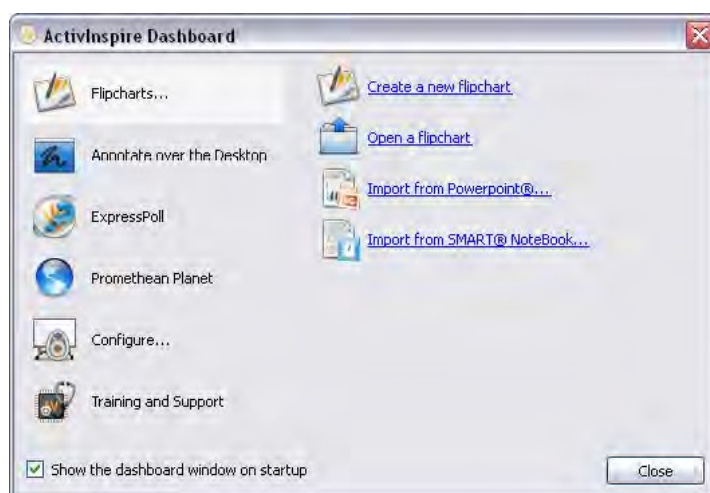 ActivInspire Dashboard
Flipcharts...
Annotate over the Desktop
ExpressPoll
Promethean Planet
Configure...
Training and Support
Create a new flipchart
Open a flipchart
Import from Powerpoint®...
Import from SMART® NoteBook...
Show the dashboard window on startup
Close